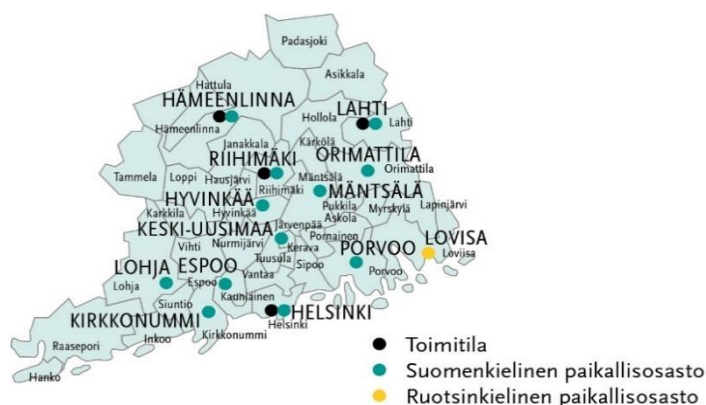 Padasjoki
Asikkala
Hattula
HÄMEENLINNA
LAHTI
Hollola
Lahti
Hämeenlinna
Janakkala
Kärkölä
RIIHIMÄKI
ORIMATTILA
Tammela
Loppi
Hausjärvi
Mäntsälä
Orimattila
Riihimäki
MÄNTSÄLÄ
HYVINKÄÄ
Pukkila
Myrskylä
Lapinjärvi
Karkkila
Hyvinkää
Askola
KESKI-UUSIMAA
Järvenpää
Pornainen
LOVISA
Vihti
Nurmijärvi
Kerava
PORVOO
Loviisa
Tuusula
Sipoo
LOHJA
ESPOO
Vantaa
Porvoo
Lohja
Espoo
Kauniainen
Siuntio
KIRKKONUMMI
HELSINKI
Helsinki
Kirkkonummi
Inkoo
Raasepori
Hanko
Toimitila
Suomenkielinen paikallisosasto
Ruotsinkielinen paikallisosasto